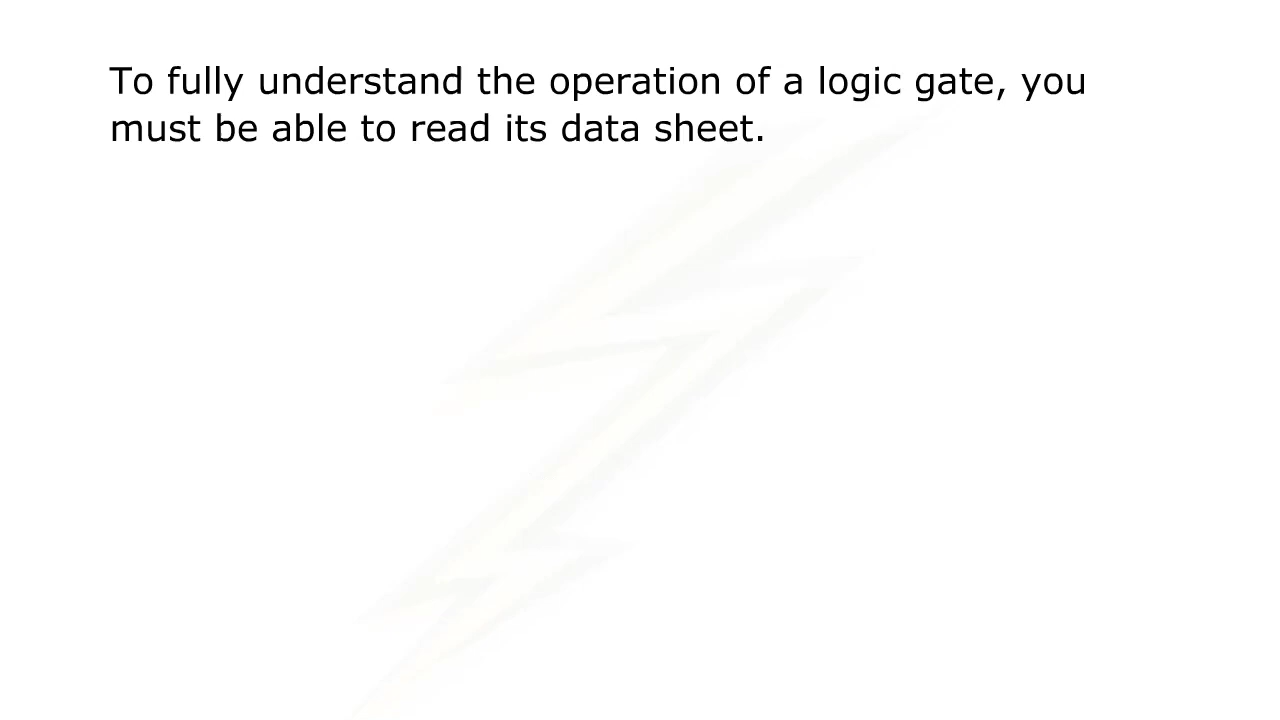 To fully understand the operation of a logic gate, you
must be able to read its data sheet.